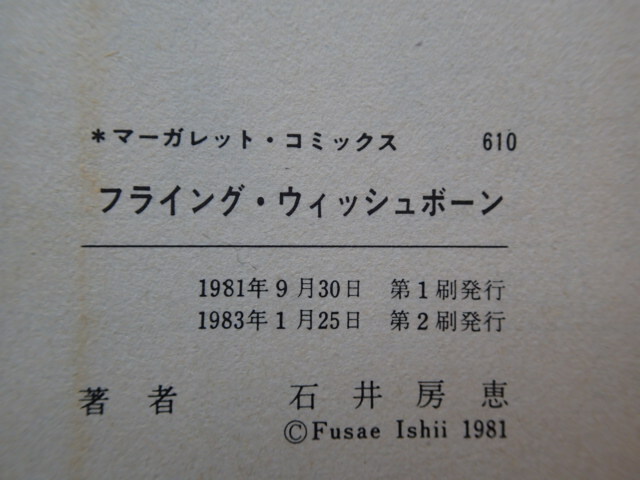 *マーガレット・コミックス 610
フライング・ウィッシュボーン
1981年9月30日 第1刷発行
1983年1月25日 第2刷発行
著者 石井房恵
©Fusae Ishii 1981